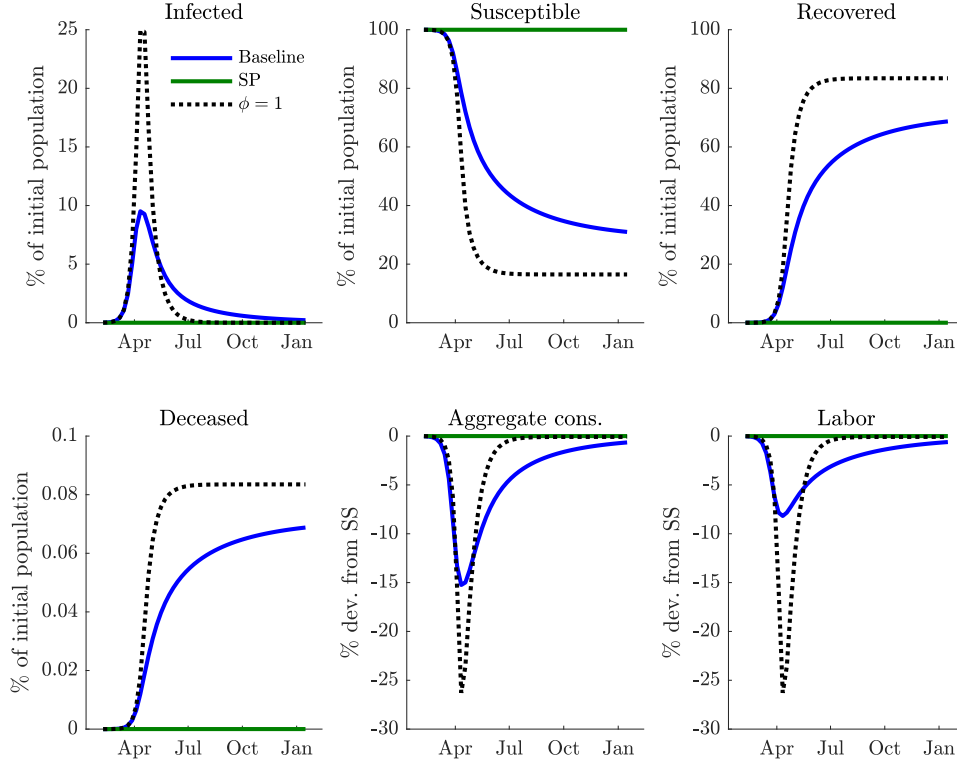 Infected
% of initial population
25
20
15
10
5
0
Apr
Jul
Oct
Jan
Baseline
SP
ϕ = 1
Susceptible
% of initial population
100
80
60
40
20
0
Apr
Jul
Oct
Jan
Recovered
% of initial population
100
80
60
40
20
0
Apr
Jul
Oct
Jan
Deceased
% of initial population
0.1
0.08
0.06
0.04
0.02
0
Apr
Jul
Oct
Jan
Aggregate cons.
% dev. from SS
0
-5
-10
-15
-20
-25
-30
Apr
Jul
Oct
Jan
Labor
% dev. from SS
0
-5
-10
-15
-20
-25
-30
Apr
Jul
Oct
Jan